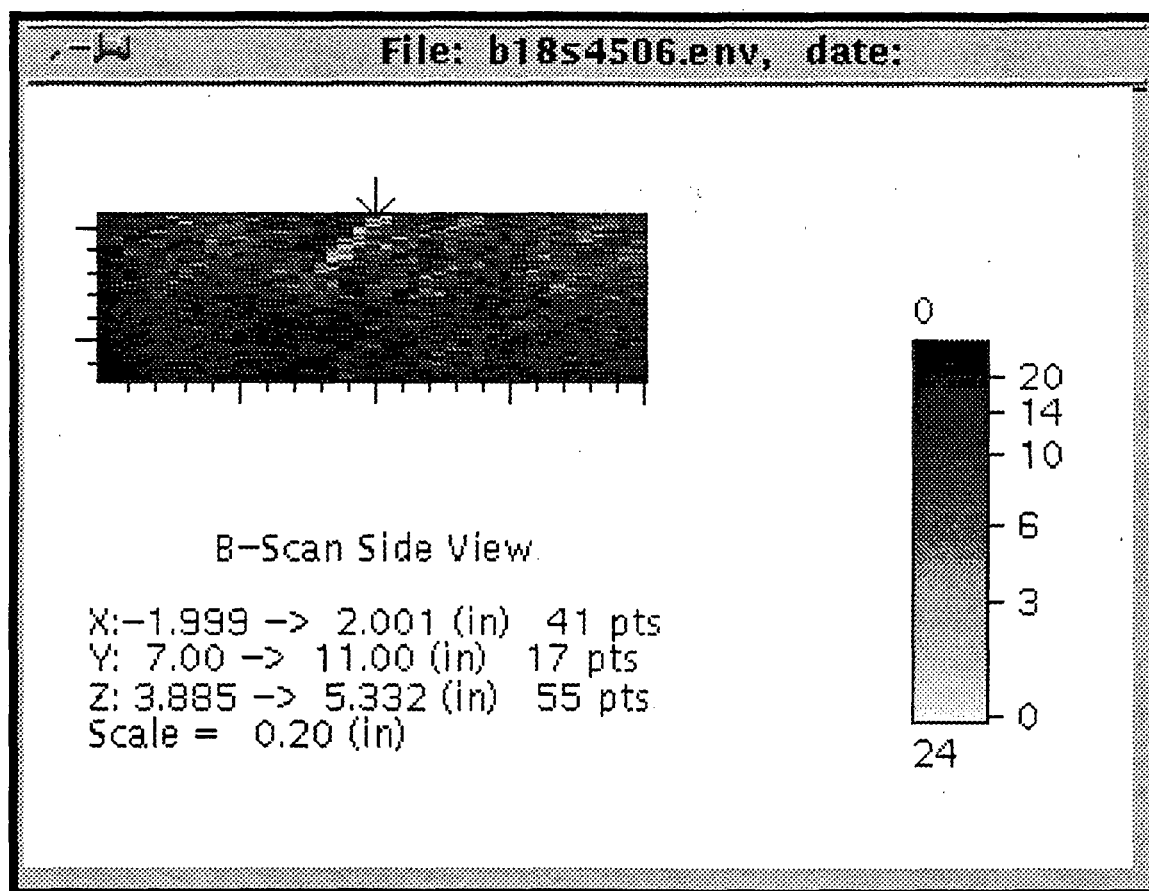 File: b18s4506.env, date:
0
20
14
10
6
3
0
24
B-Scan Side View
X:-1.999 -> 2.001 (in) 41 pts
Y: 7.00 -> 11.00 (in) 17 pts
Z: 3.885 -> 5.332 (in) 55 pts
Scale = 0.20 (in)